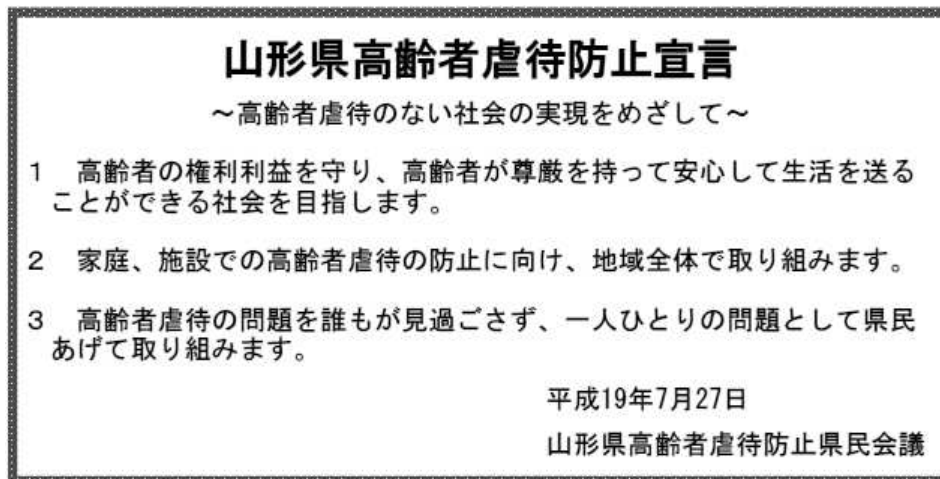 山形県高齢者虐待防止宣言
～高齢者虐待のない社会の実現をめざして～
1　高齢者の権利利益を守り、高齢者が尊厳を持って安心して生活を送る
ことができる社会を目指します。
2　家庭、施設での高齢者虐待の防止に向け、地域全体で取り組みます。
3　高齢者虐待の問題を誰もが見過ごさず、一人ひとりの問題として県民
あげて取り組みます。
平成19年7月27日
山形県高齢者虐待防止県民会議